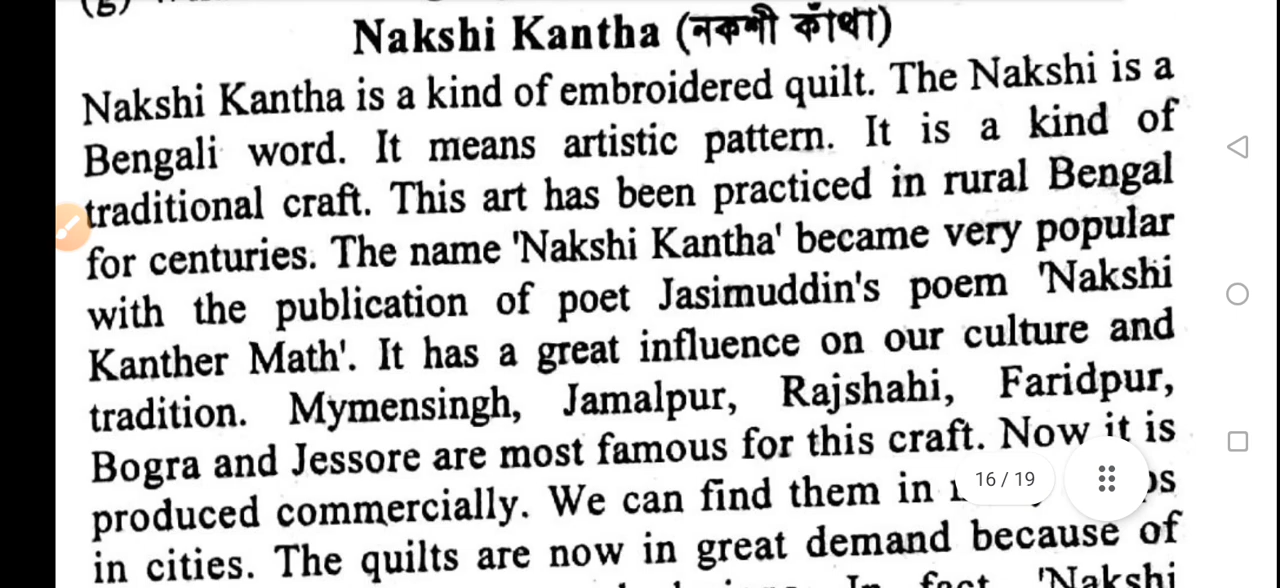 (g)
Nakshi Kantha (নকশী কাঁথা)
Nakshi Kantha is a kind of embroidered quilt. The Nakshi is a
Bengali word. It means artistic pattern. It is a kind of
traditional craft. This art has been practiced in rural Bengal
for centuries. The name 'Nakshi Kantha' became very popular
with the publication of poet Jasimuddin's poem 'Nakshi
Kanther Math'. It has a great influence on our culture and
tradition. Mymensingh, Jamalpur, Rajshahi, Faridpur,
Bogra and Jessore are most famous for this craft. Now it is
produced commercially. We can find them in
16 / 19
in cities. The quilts are now in great demand because of
In fact 'Nakshi